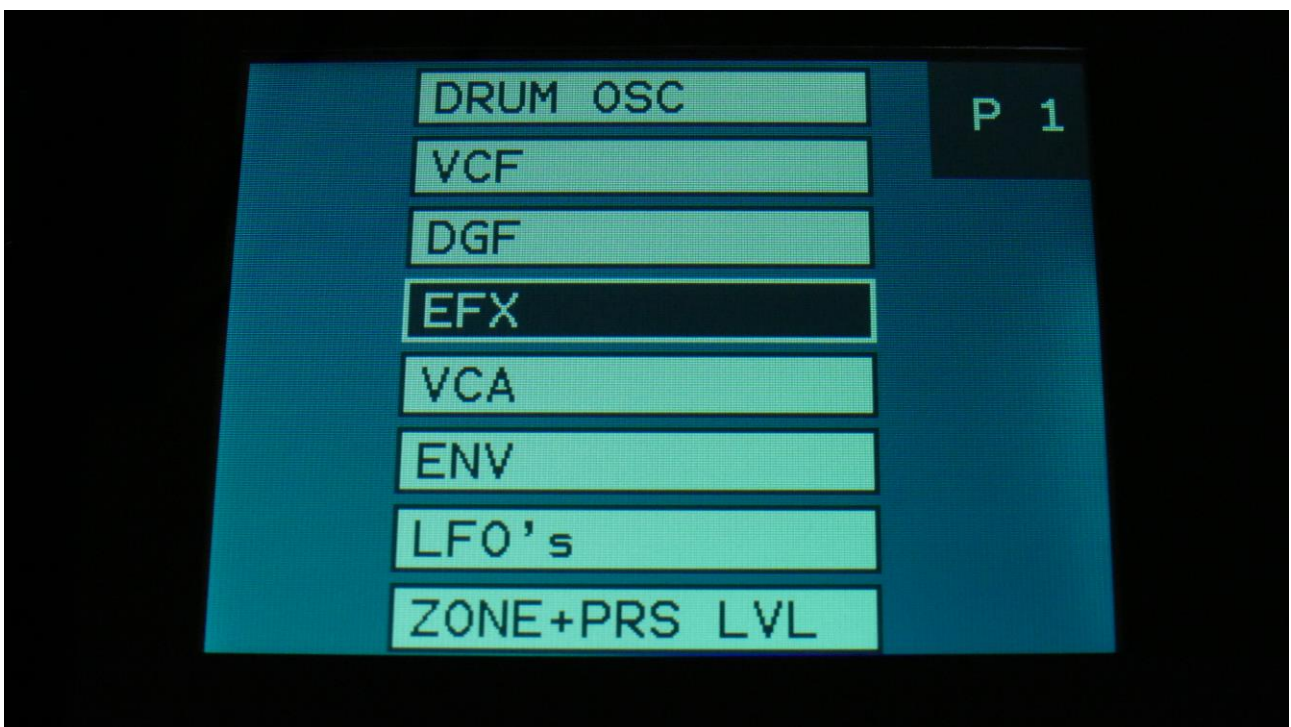 DRUM OSC
P 1
VCF
DGF
EFX
VCA
ENV
LFO's
ZONE+PRS LVL